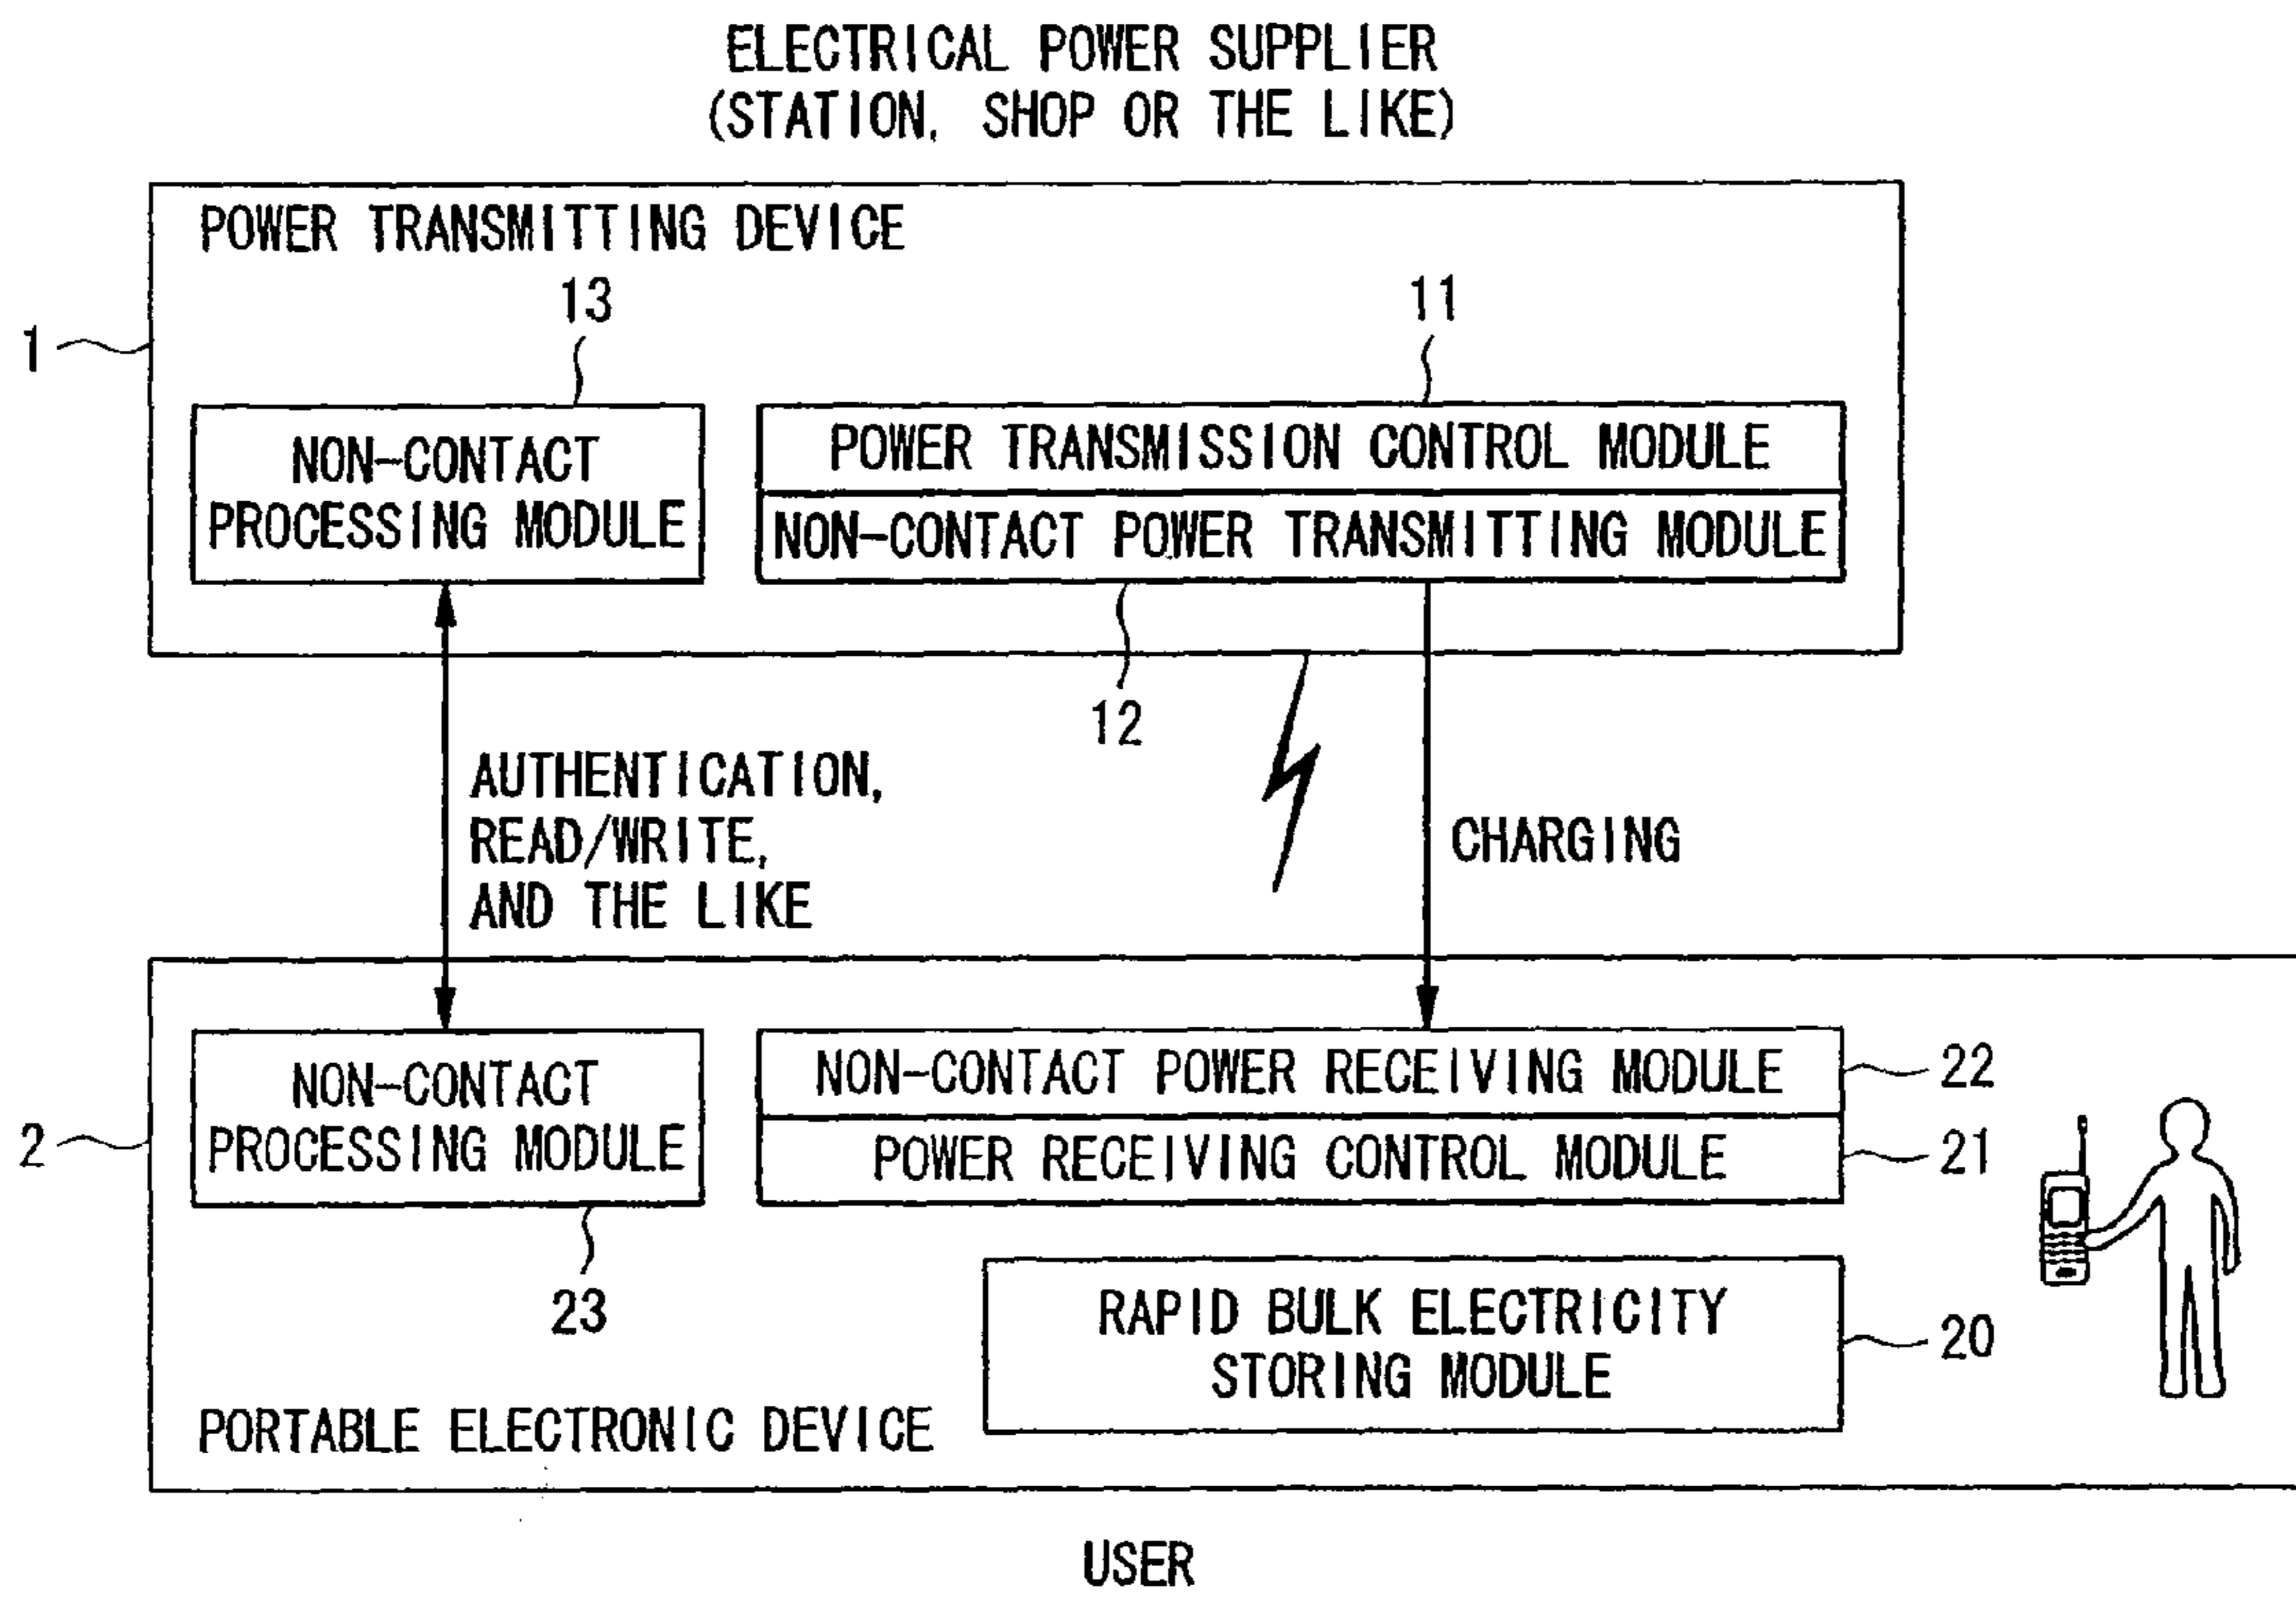 ELECTRICAL POWER SUPPLIER
(STATION, SHOP OR THE LIKE)
POWER TRANSMITTING DEVICE
13
11
1
NON-CONTACT
PROCESSING MODULE
POWER TRANSMISSION CONTROL MODULE
NON-CONTACT POWER TRANSMITTING MODULE
12
AUTHENTICATION,
READ/WRITE,
AND THE LIKE
CHARGING
NON-CONTACT
PROCESSING MODULE
NON-CONTACT POWER RECEIVING MODULE
22
POWER RECEIVING CONTROL MODULE
21
2
23
RAPID BULK ELECTRICITY
STORING MODULE
20
PORTABLE ELECTRONIC DEVICE
USER